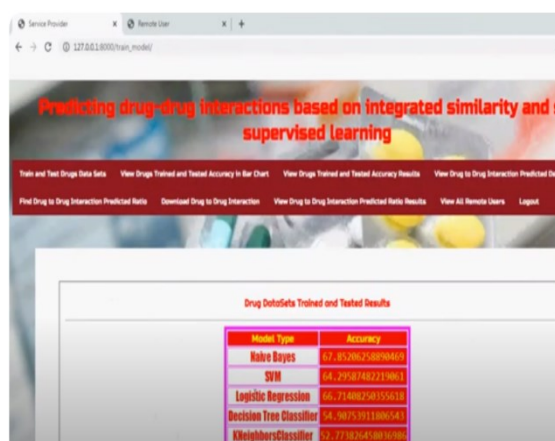 Service Provider
Remote User
127.0.0.1:8000/train_model/
Predicting drug-drug interactions based on integrated similarity and
supervised learning
Train and Test Drugs Data Sets View Drugs Trained and Tested Accuracy in Bar Chart View Drugs Trained and Tested Accuracy Results View Drug to Drug Interaction Predicted
Find Drug to Drug Interaction Predicted Ratio Download Drug to Drug Interaction View Drug to Drug Interaction Predicted Ratio Results View All Remote Users Logout
Drug DataSets Trained and Tested Results
Model Type Accuracy
Naive Bayes 67.85206258890469
SVM 64.29587482219061
Logistic Regression 66.71408250355618
Decision Tree Classifier 54.90753911806543
KNeighborsClassifier 52.773826458036986